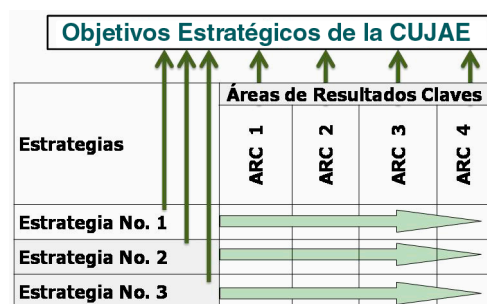 Objetivos Estratégicos de la CUJAE
Áreas de Resultados Claves
Estrategias
ARC 1
ARC 2
ARC 3
ARC 4
Estrategia No. 1
Estrategia No. 2
Estrategia No. 3